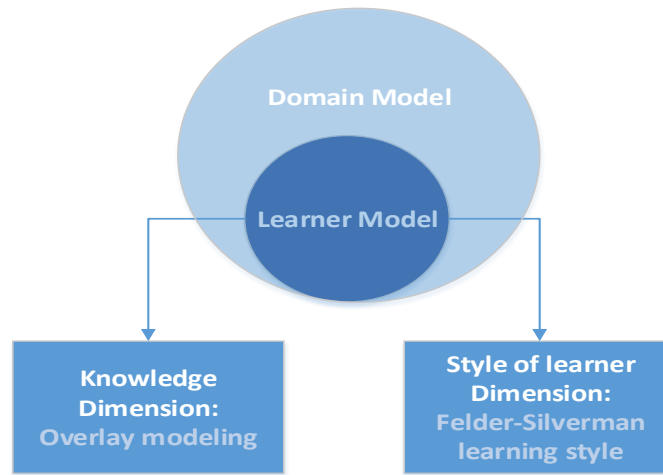 Domain Model
Learner Model
Knowledge
Dimension:
Overlay modeling
Style of learner
Dimension:
Felder-Silverman
learning style